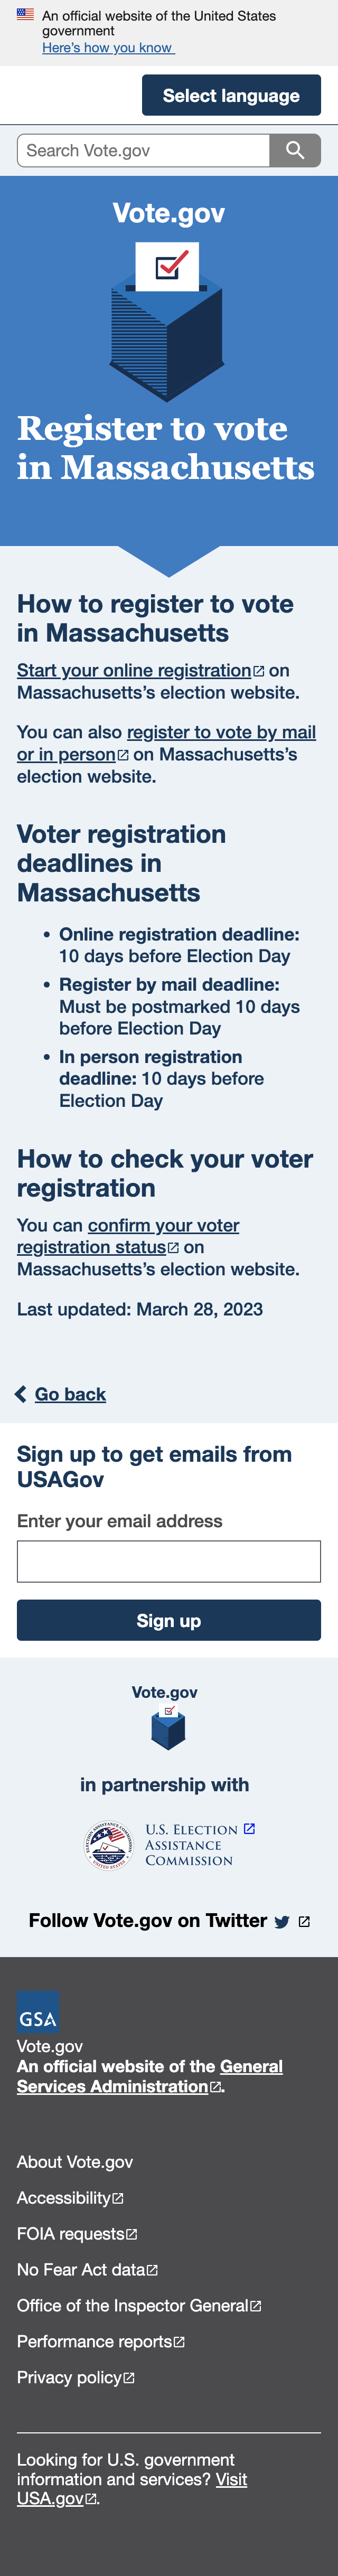 An official website of the United States
government
Here's how you know
Select language
Search Vote.gov
Vote.gov
Register to vote
in Massachusetts
How to register to vote
in Massachusetts
Start your online registration on
Massachusetts's election website.
You can also register to vote by mail
or in person on Massachusetts's
election website.
Voter registration
deadlines in
Massachusetts
• Online registration deadline:
10 days before Election Day
• Register by mail deadline:
Must be postmarked 10 days
before Election Day
• In person registration
deadline: 10 days before
Election Day
How to check your voter
registration
You can confirm your voter
registration status on
Massachusetts's election website.
Last updated: March 28, 2023
Go back
Sign up to get emails from
USAGov
Enter your email address
Sign up
Vote.gov
in partnership with
U.S. ELECTION
ASSISTANCE
COMMISSION
Follow Vote.gov on Twitter
GSA
Vote.gov
An official website of the General
Services Administration.
About Vote.gov
Accessibility
FOIA requests
No Fear Act data
Office of the Inspector General
Performance reports
Privacy policy
Looking for U.S. government
information and services? Visit
USA.gov.